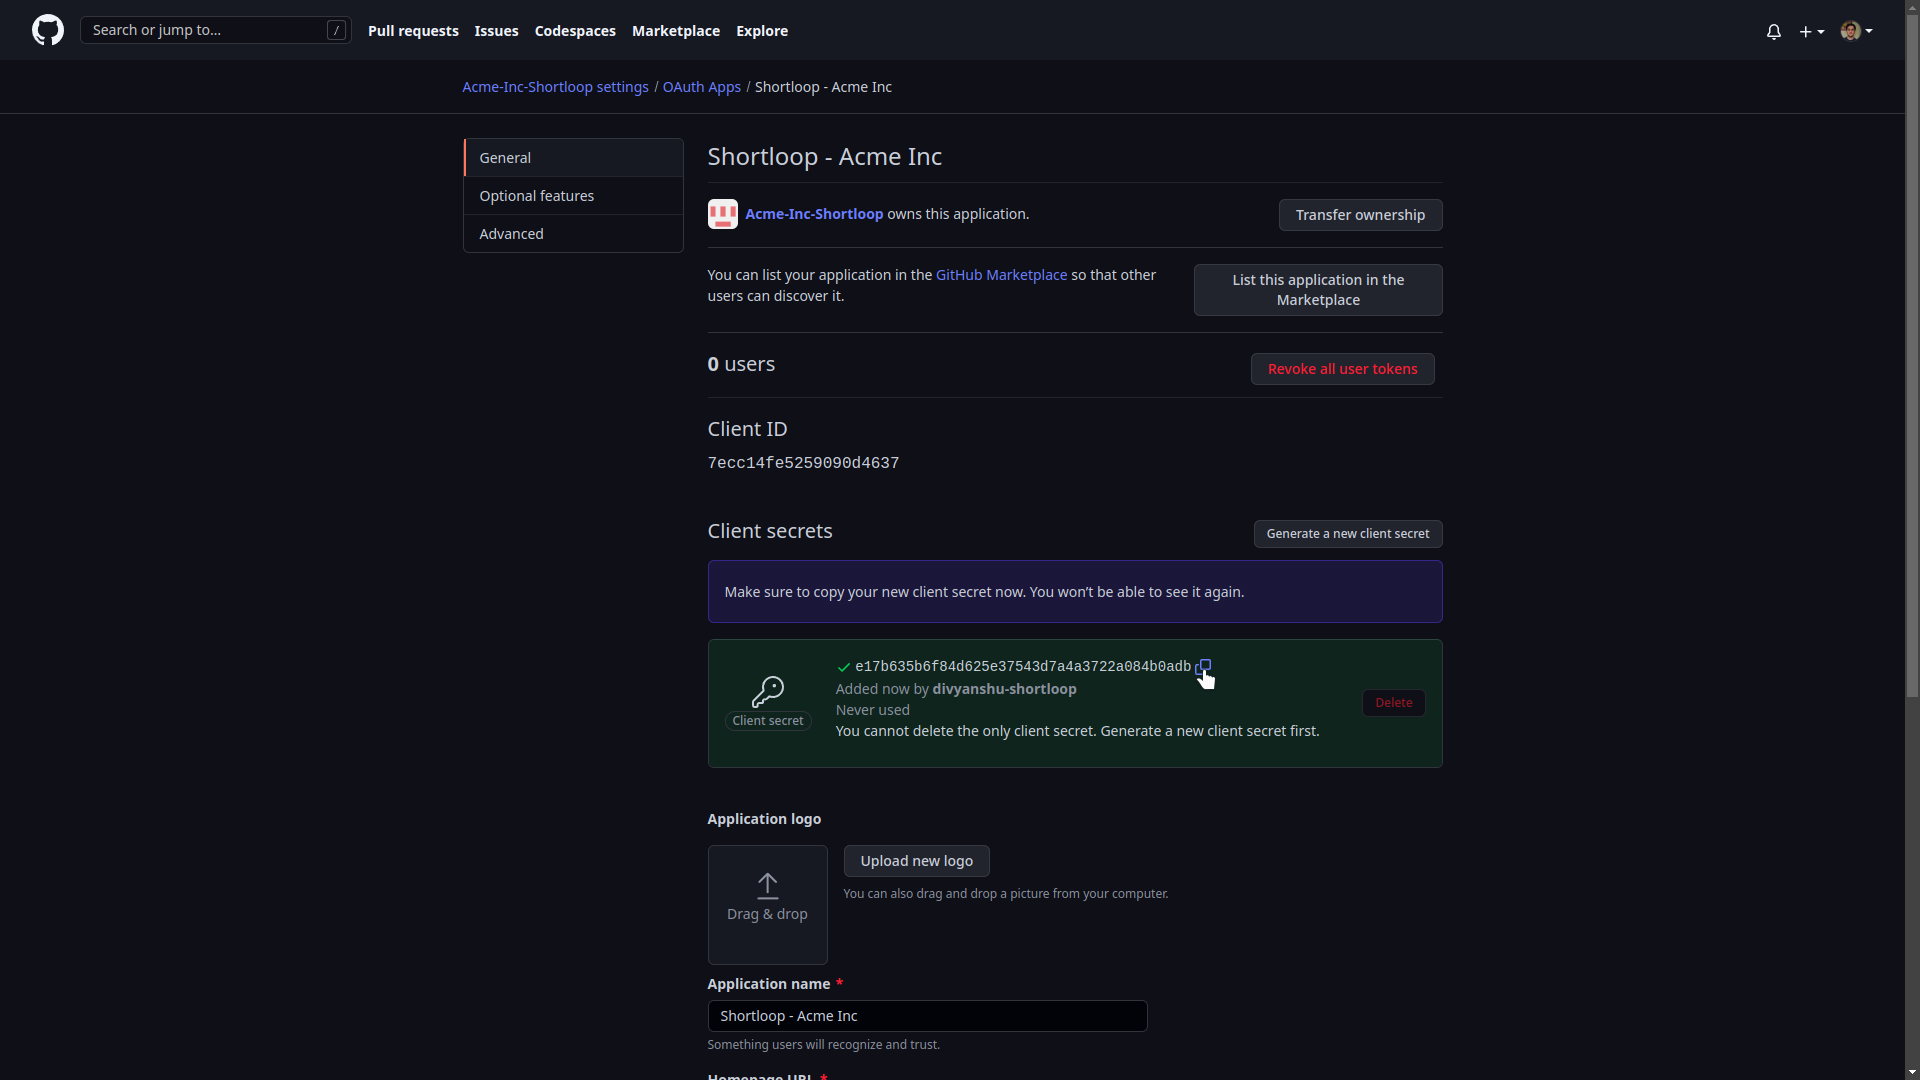 Search or jump to... /
Pull requests Issues Codespaces Marketplace Explore
Acme-Inc-Shortloop settings / OAuth Apps / Shortloop - Acme Inc
General
Optional features
Advanced
Shortloop - Acme Inc
Acme-Inc-Shortloop owns this application.
Transfer ownership
You can list your application in the GitHub Marketplace so that other
users can discover it.
List this application in the
Marketplace
0 users
Revoke all user tokens
Client ID
7ecc14fe5259090d4637
Client secrets
Generate a new client secret
Make sure to copy your new client secret now. You won’t be able to see it again.
Client secret
e17b635b6f84d625e37543d7a4a3722a084b0adb
Added now by divyanshu-shortloop
Never used
You cannot delete the only client secret. Generate a new client secret first.
Delete
Application logo
Drag & drop
Upload new logo
You can also drag and drop a picture from your computer.
Application name *
Shortloop - Acme Inc
Something users will recognize and trust.
Homepage URL *